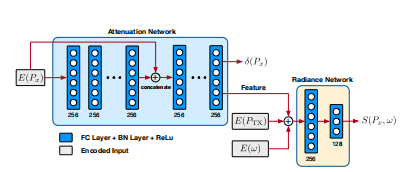 Attenuation Network
E(Pₓ)
concatenate
256 256 256 256 256
δ(Pₓ)
Feature
Radiance Network
E(P_TX)
E(ω)
S(Pₓ, ω)
256
128
FC Layer + BN Layer + ReLu
Encoded Input